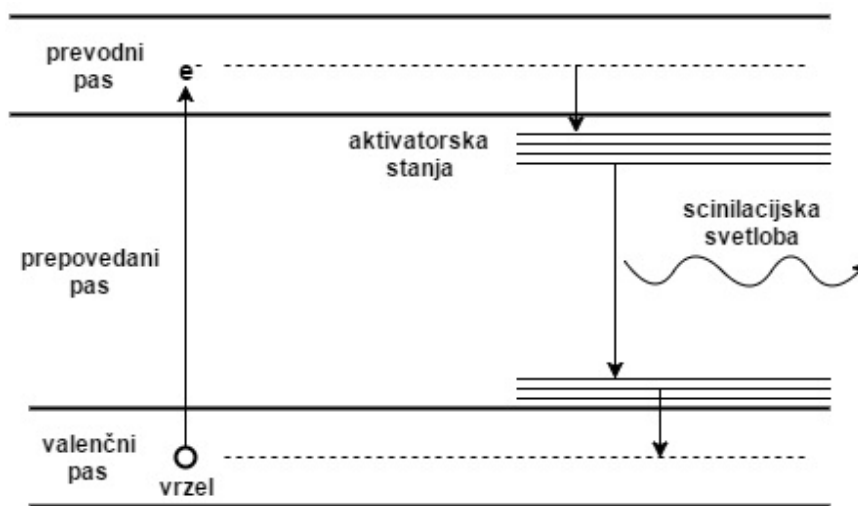 prevodni
pas
e-
aktivatorska
stanja
scinilacijska
svetloba
prepovedani
pas
valenčni
pas
vrzel